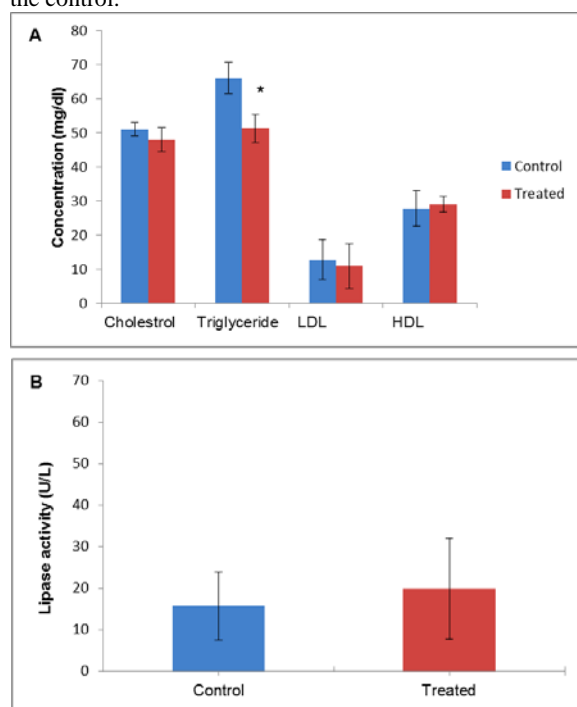 the control.
A
80
70
60
50
40
30
20
10
0
Concentration (mg/dl)
*
Control
Treated
Cholestrol Triglyceride LDL HDL
B
70
60
50
40
30
20
10
0
Lipase activity (U/L)
Control Treated